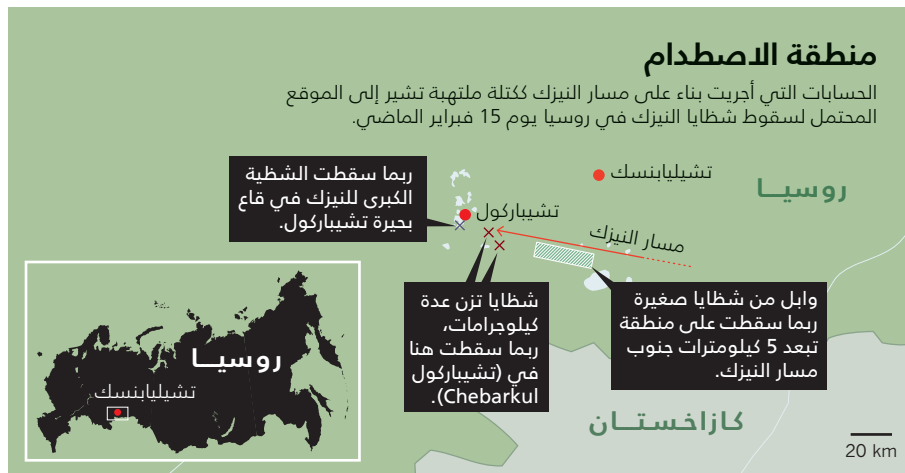 منطقة الاصطدام
الحسابات التي أجريت بناء على مسار النيزك ككتلة ملتهبة تشير إلى الموقع
المحتمل لسقوط شظايا النيزك في روسيا يوم 15 فبراير الماضي.
تشيليابنسك
روسيــا
ربما سقطت الشظية
الكبرى للنيزك في قاع
بحيرة تشيباركول.
تشيباركول
مسار النيزك
وابل من شظايا صغيرة
ربما سقطت على منطقة
تبعد 5 كيلومترات جنوب
مسار النيزك.
شظايا تزن عدة
كيلوجرامات،
ربما سقطت هنا
في (تشيباركول
Chebarkul).
روسيــا
تشيليابنسك
كازاخـستــان
20 km